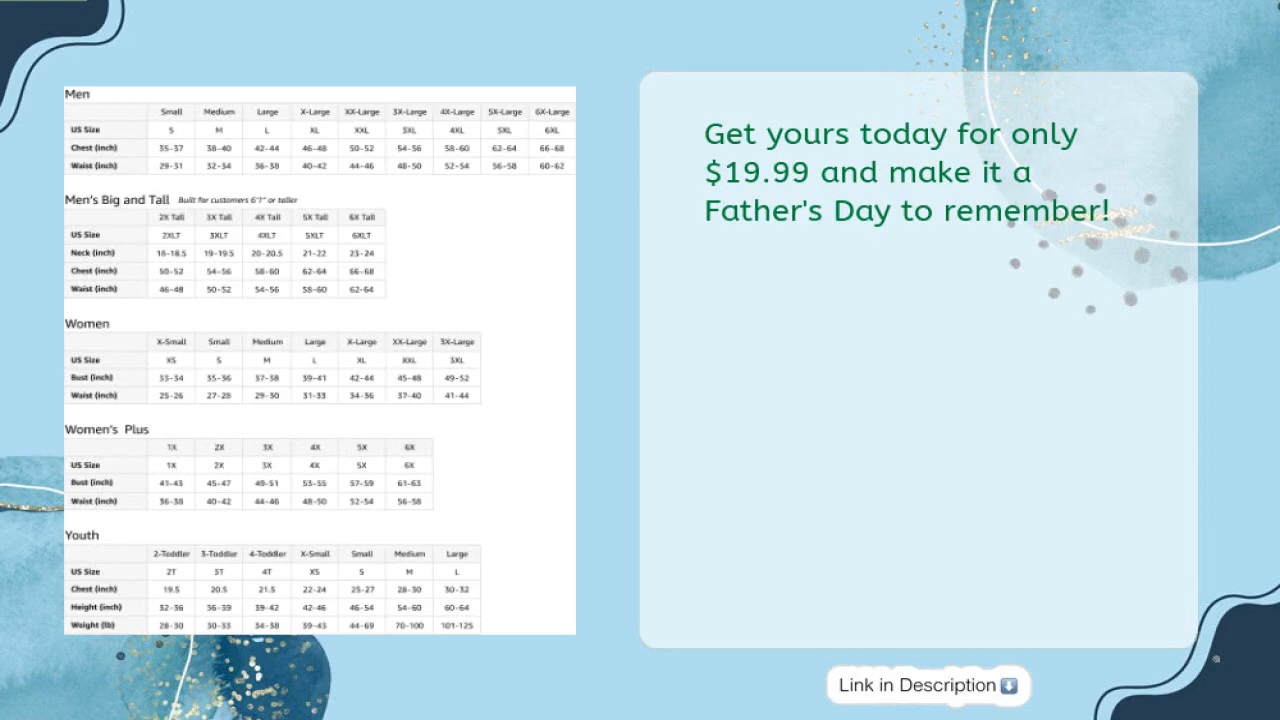 Men
Small Medium Large X-Large XX-Large 3X-Large 4X-Large 5X-Large 6X-Large
US Size S M L XL XXL 3XL 4XL 5XL 6XL
Chest (inch) 35-37 38-40 42-44 46-48 50-52 54-56 58-60 62-64 66-68
Waist (inch) 29-31 32-34 36-38 40-42 44-46 48-50 52-54 56-58 60-62
Men's Big and Tall Built for customers 6'1" or taller
2X Tall 3X Tall 4X Tall 5X Tall 6X Tall
US Size 2XLT 3XLT 4XLT 5XLT 6XLT
Neck (inch) 18-18.5 19-19.5 20-20.5 21-22 23-24
Chest (inch) 50-52 54-56 58-60 62-64 66-68
Waist (inch) 46-48 50-52 54-56 58-60 62-64
Women
X-Small Small Medium Large X-Large XX-Large 3X-Large
US Size XS S M L XL XXL 3XL
Bust (inch) 33-34 35-36 37-38 39-41 42-44 45-48 49-52
Waist (inch) 25-26 27-28 29-30 31-33 34-36 37-40 41-44
Women's Plus
1X 2X 3X 4X 5X 6X
US Size 1X 2X 3X 4X 5X 6X
Bust (inch) 41-43 45-47 49-51 53-55 57-59 61-63
Waist (inch) 36-38 40-42 44-46 48-50 52-54 56-58
Youth
2-Toddler 3-Toddler 4-Toddler X-Small Small Medium Large
US Size 2T 3T 4T XS S M L
Chest (inch) 19.5 20.5 21.5 22-24 25-27 28-30 30-32
Height (inch) 32-36 36-39 39-42 42-46 46-54 54-60 60-64
Weight (lb) 28-30 30-33 34-38 39-43 44-69 70-100 101-125
Get yours today for only
$19.99 and make it a
Father's Day to remember!
Link in Description